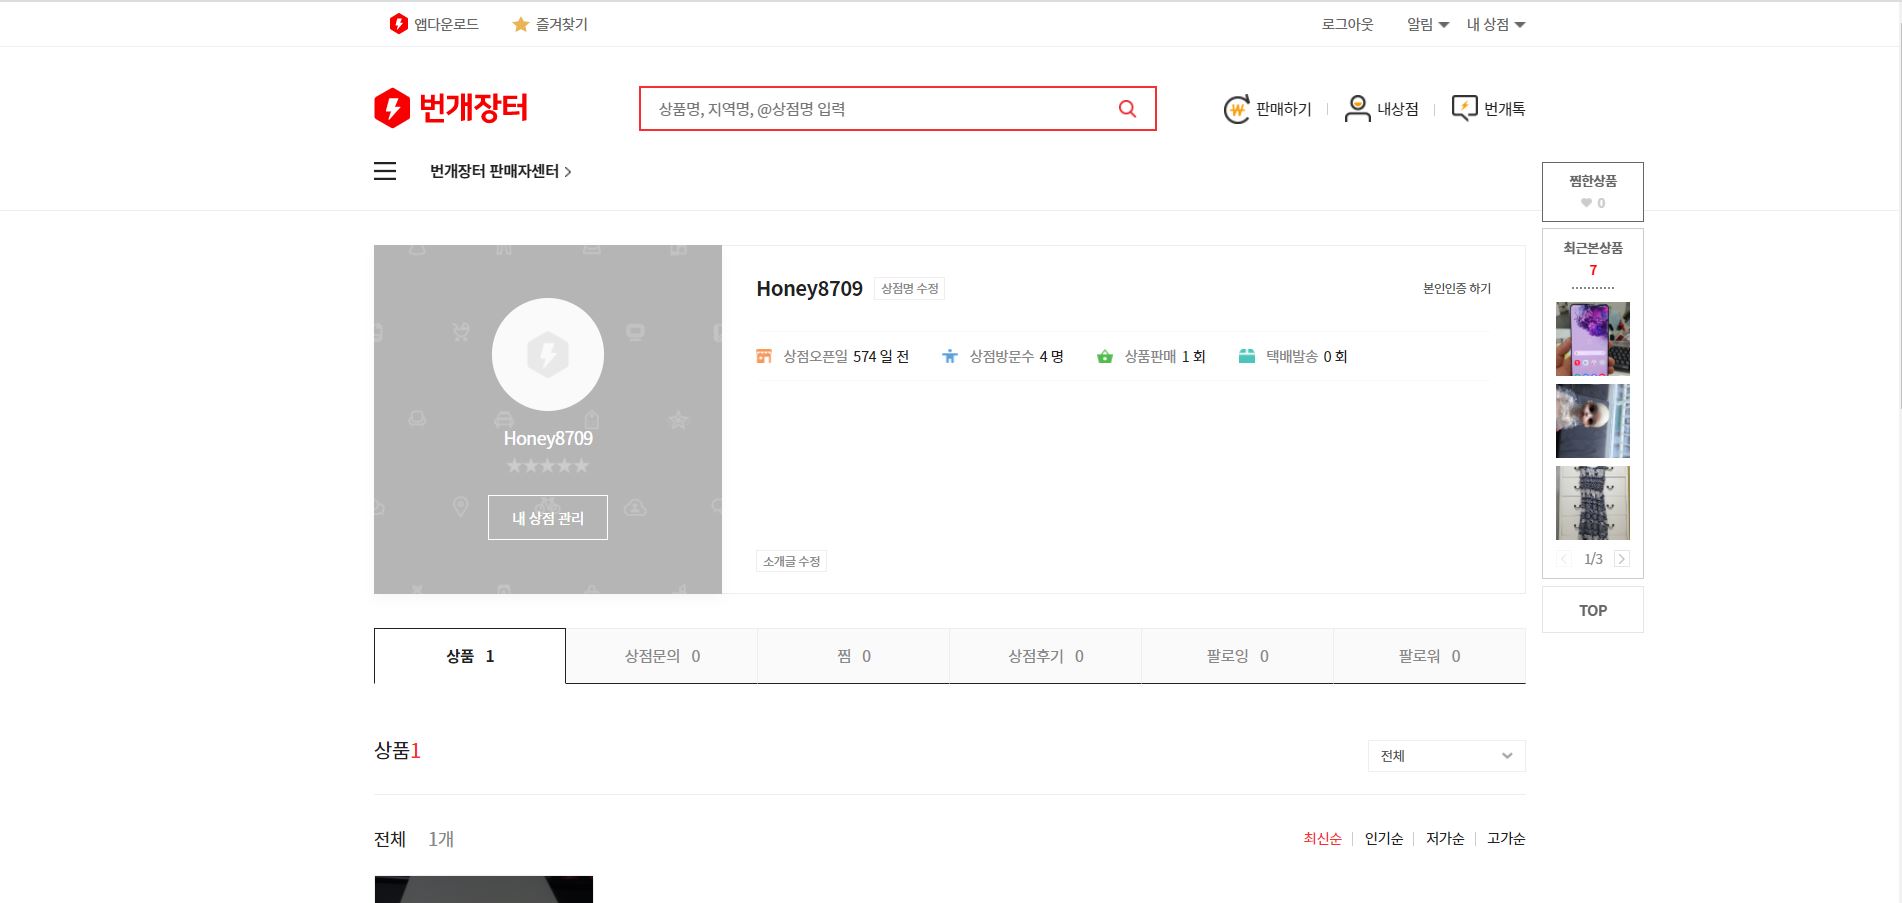 앱다운로드 즐겨찾기 로그아웃 알림 내 상점
번개장터 상품명, 지역명, @상점명 입력 판매하기 내상점 번개톡
번개장터 판매자센터
찜한상품
0
최근본상품
7
1/3
TOP
Honey8709
내 상점 관리
Honey8709 상점명 수정 본인인증 하기
상점오픈일 574 일 전 상점방문수 4 명 상품판매 1 회 택배발송 0 회
소개글 수정
상품 1 상점문의 0 찜 0 상점후기 0 팔로잉 0 팔로워 0
상품1 전체
전체 1개 최신순 인기순 저가순 고가순